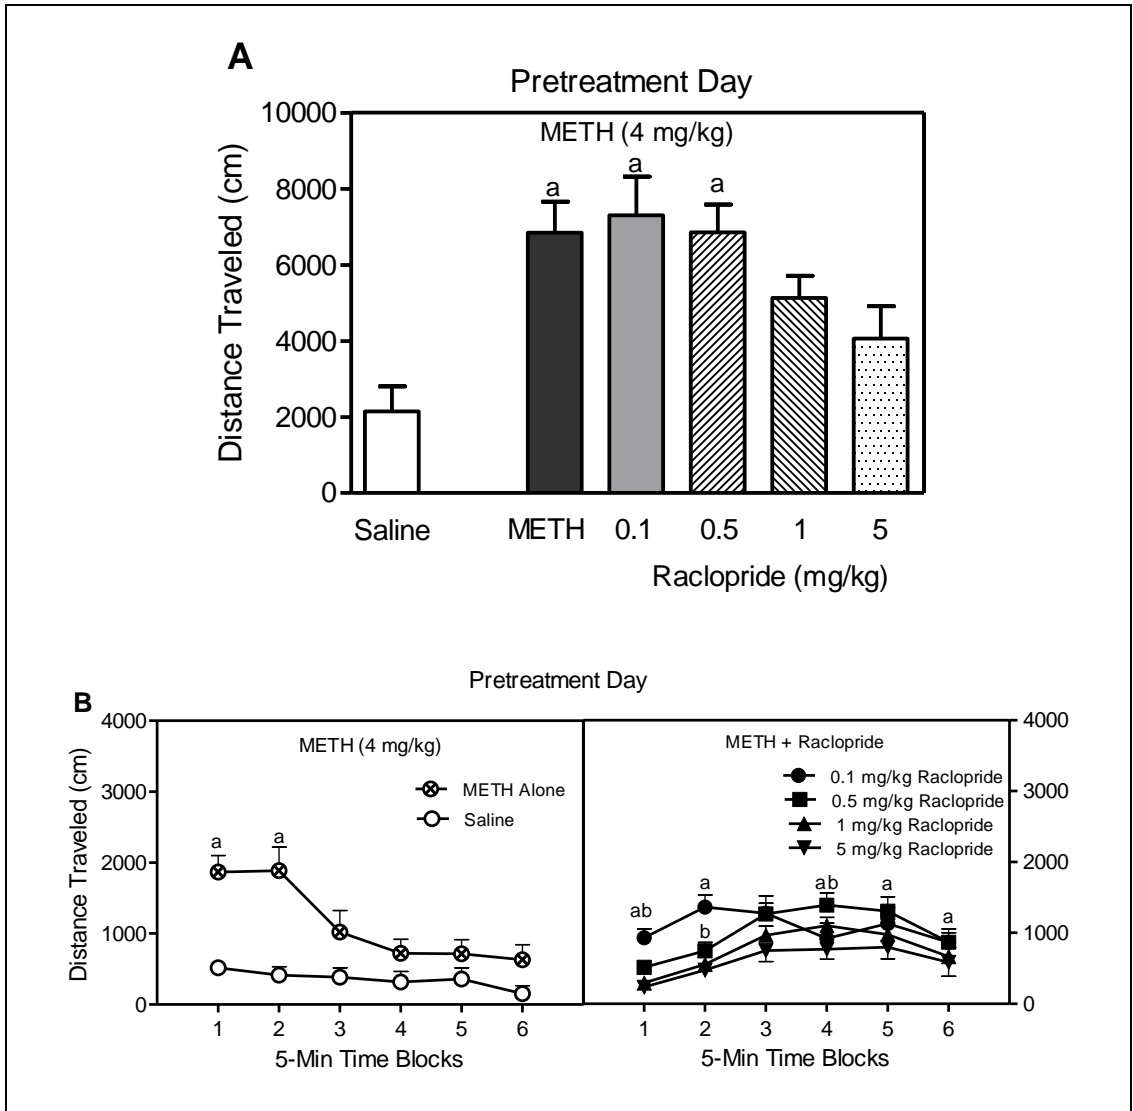 A
Pretreatment Day
METH (4 mg/kg)
10000
8000
6000
4000
2000
0
Distance Traveled (cm)
a
a
a
Saline METH 0.1 0.5 1 5
Raclopride (mg/kg)
Pretreatment Day
B
4000
3000
2000
1000
0
Distance Traveled (cm)
METH (4 mg/kg)
METH Alone
Saline
a a
1 2 3 4 5 6
5-Min Time Blocks
METH + Raclopride
0.1 mg/kg Raclopride
0.5 mg/kg Raclopride
1 mg/kg Raclopride
5 mg/kg Raclopride
ab a b ab a a
4000
3000
2000
1000
0
1 2 3 4 5 6
5-Min Time Blocks